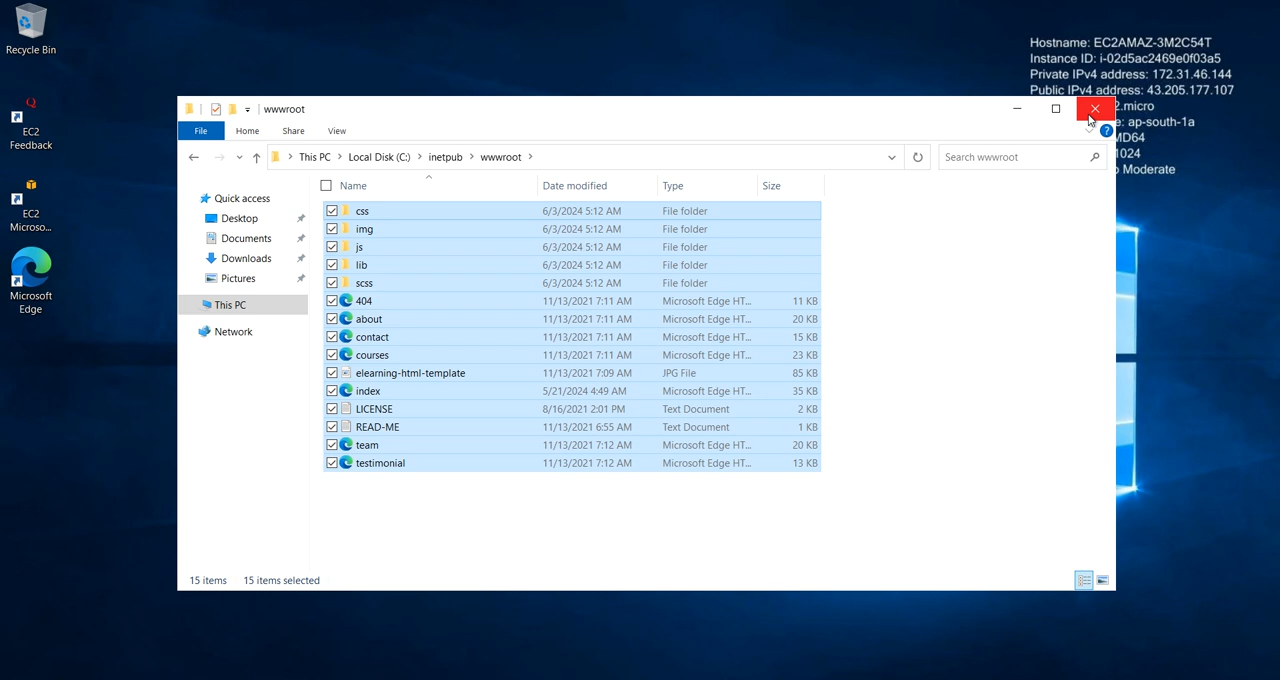 Recycle Bin
EC2
Feedback
EC2
Microso...
Microsoft
Edge
Hostname: EC2AMAZ-3M2C54T
Instance ID: i-02d5ac2469e0f03a5
Private IPv4 address: 172.31.46.144
Public IPv4 address: 43.205.177.107
2.micro
e: ap-south-1a
MD64
1024
o Moderate
wwwroot
File Home Share View
This PC Local Disk (C:) inetpub wwwroot
Search wwwroot
Quick access
Desktop
Documents
Downloads
Pictures
This PC
Network
Name Date modified Type Size
css 6/3/2024 5:12 AM File folder
img 6/3/2024 5:12 AM File folder
js 6/3/2024 5:12 AM File folder
lib 6/3/2024 5:12 AM File folder
scss 6/3/2024 5:12 AM File folder
404 11/13/2021 7:11 AM Microsoft Edge HT... 11 KB
about 11/13/2021 7:11 AM Microsoft Edge HT... 20 KB
contact 11/13/2021 7:11 AM Microsoft Edge HT... 15 KB
courses 11/13/2021 7:11 AM Microsoft Edge HT... 23 KB
elearning-html-template 11/13/2021 7:09 AM JPG File 85 KB
index 5/21/2024 4:49 AM Microsoft Edge HT... 35 KB
LICENSE 8/16/2021 2:01 PM Text Document 2 KB
READ-ME 11/13/2021 6:55 AM Text Document 1 KB
team 11/13/2021 7:12 AM Microsoft Edge HT... 20 KB
testimonial 11/13/2021 7:12 AM Microsoft Edge HT... 13 KB
15 items 15 items selected